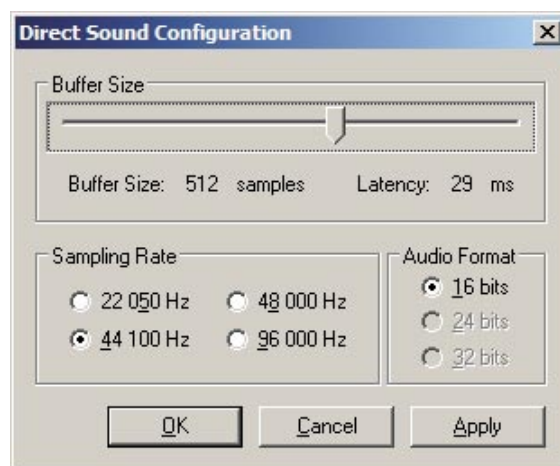 Direct Sound Configuration
Buffer Size
Buffer Size: 512 samples Latency: 29 ms
Sampling Rate
22 050 Hz
48 000 Hz
44 100 Hz
96 000 Hz
Audio Format
16 bits
24 bits
32 bits
OK
Cancel
Apply